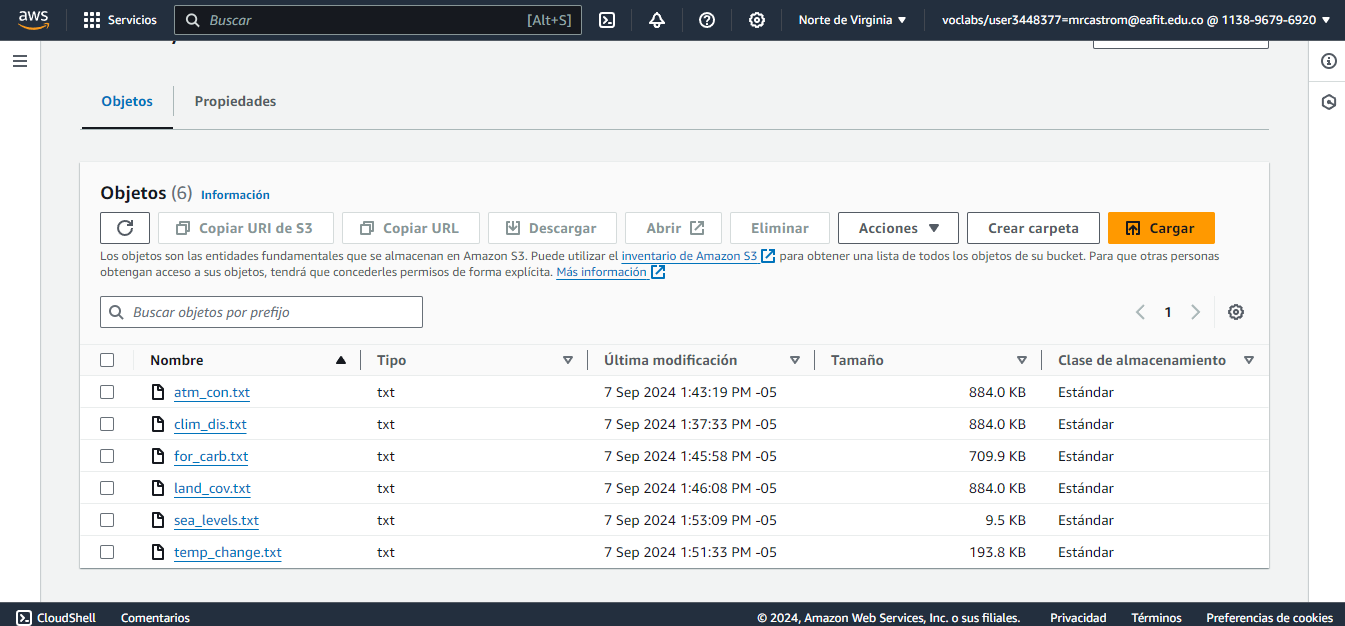 aws Servicios Buscar [Alt+S] Norte de Virginia voclabs/user3448377=mrcastrom@eafit.edu.co @ 1138-9679-6920
Objetos Propiedades
Objetos (6) Información
Copiar URI de S3 Copiar URL Descargar Abrir Eliminar Acciones Crear carpeta Cargar
Los objetos son las entidades fundamentales que se almacenan en Amazon S3. Puede utilizar el inventario de Amazon S3 para obtener una lista de todos los objetos de su bucket. Para que otras personas
obtengan acceso a sus objetos, tendrá que concederles permisos de forma explícita. Más información
Buscar objetos por prefijo 1
Nombre Tipo Última modificación Tamaño Clase de almacenamiento
atm_con.txt txt 7 Sep 2024 1:43:19 PM -05 884.0 KB Estándar
clim_dis.txt txt 7 Sep 2024 1:37:33 PM -05 884.0 KB Estándar
for_carb.txt txt 7 Sep 2024 1:45:58 PM -05 709.9 KB Estándar
land_cov.txt txt 7 Sep 2024 1:46:08 PM -05 884.0 KB Estándar
sea_levels.txt txt 7 Sep 2024 1:53:09 PM -05 9.5 KB Estándar
temp_change.txt txt 7 Sep 2024 1:51:33 PM -05 193.8 KB Estándar
CloudShell Comentarios © 2024, Amazon Web Services, Inc. o sus filiales. Privacidad Términos Preferencias de cookies